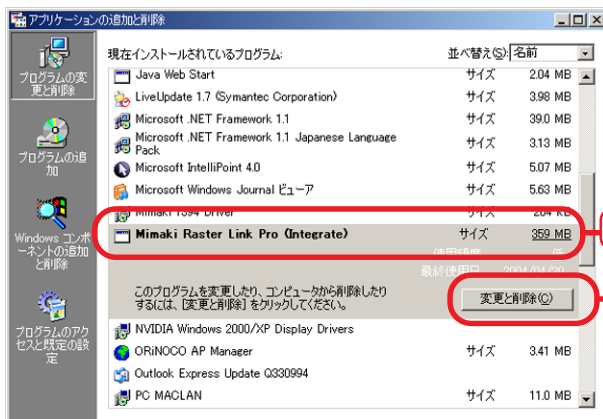 アプリケーションの追加と削除
プログラムの変
更と削除
プログラムの追
加
Windows コンポ
ーネントの追加
と削除
プログラムのアク
セスと既定の設
定
現在インストールされているプログラム:
並べ替え(S): 名前
Java Web Start サイズ 2.04 MB
LiveUpdate 1.7 (Symantec Corporation) サイズ 3.98 MB
Microsoft .NET Framework 1.1 サイズ 39.0 MB
Microsoft .NET Framework 1.1 Japanese Language
Pack サイズ 3.13 MB
Microsoft IntelliPoint 4.0 サイズ 5.07 MB
Microsoft Windows Journal ビューア サイズ 5.63 MB
Mimaki 1394 Driver サイズ 204 KB
Mimaki Raster Link Pro (Integrate) サイズ 359 MB
使用頻度 低
最終使用日 2004/04/20
このプログラムを変更したり、コンピュータから削除したり
するには、[変更と削除] をクリックしてください。
変更と削除(C)
NVIDIA Windows 2000/XP Display Drivers
ORiNOCO AP Manager サイズ 3.41 MB
Outlook Express Update Q330994
PC MACLAN サイズ 11.0 MB